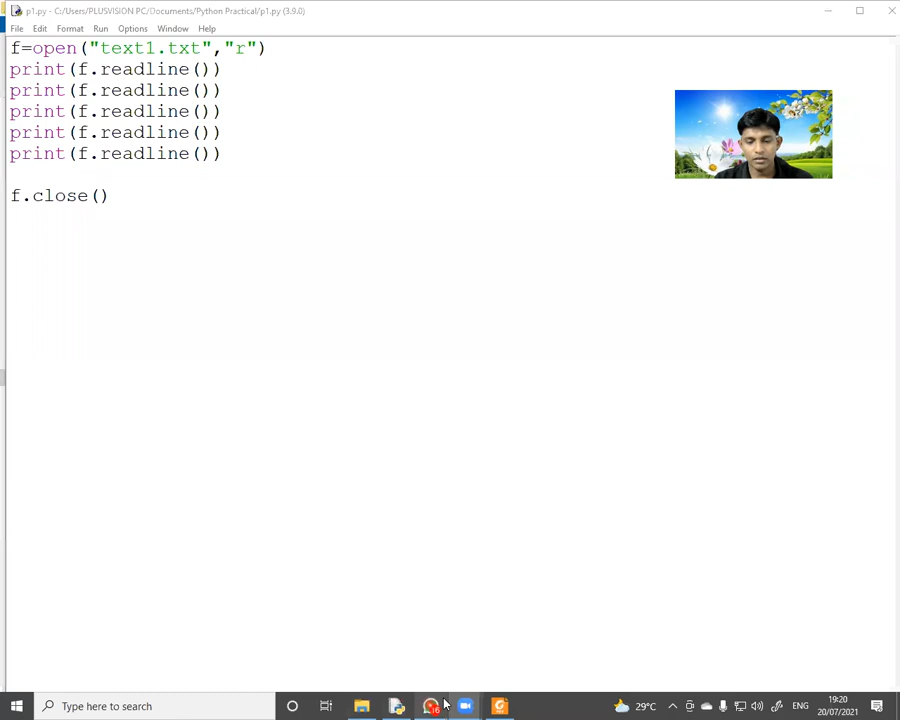 p1.py - C:/Users/PLUSVISION PC/Documents/Python Practical/p1.py (3.9.0)
File Edit Format Run Options Window Help
f=open("text1.txt","r")
print(f.readline())
print(f.readline())
print(f.readline())
print(f.readline())
print(f.readline())
f.close()
Type here to search
16
29°C
ENG
19:20
20/07/2021